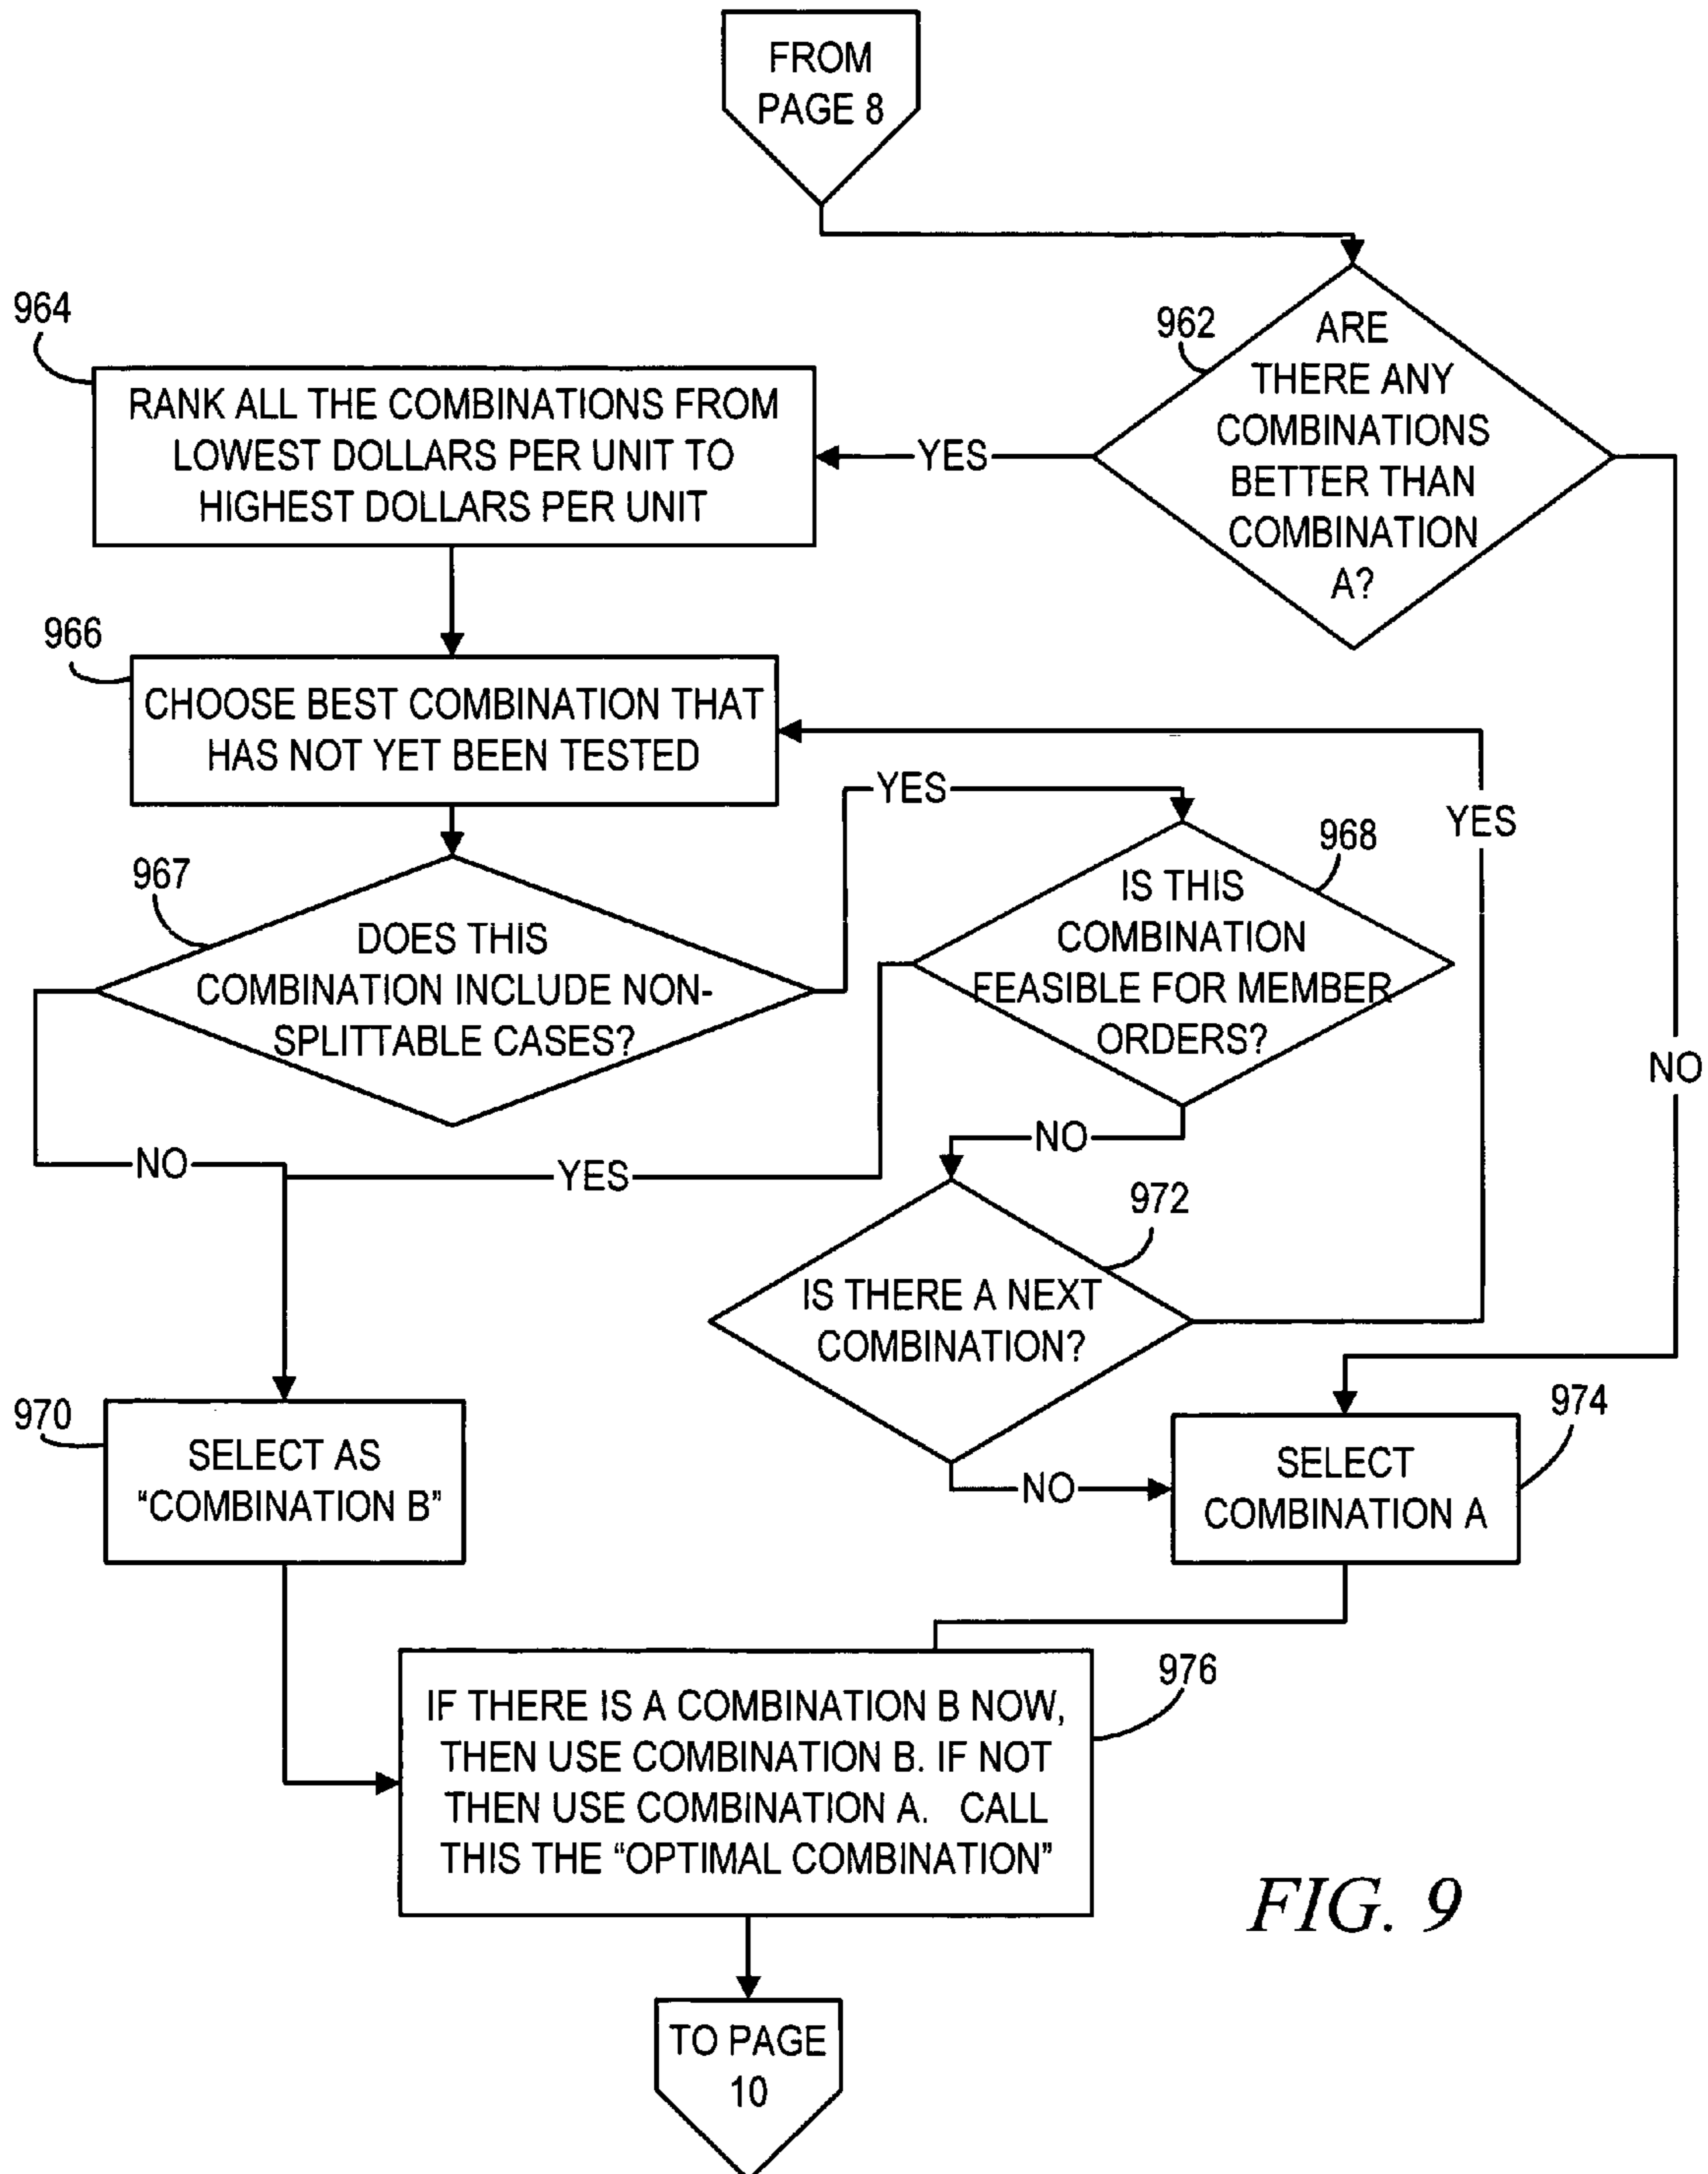 FROM
PAGE 8
962
ARE
THERE ANY
COMBINATIONS
BETTER THAN
COMBINATION
A?
YES
964
RANK ALL THE COMBINATIONS FROM
LOWEST DOLLARS PER UNIT TO
HIGHEST DOLLARS PER UNIT
966
CHOOSE BEST COMBINATION THAT
HAS NOT YET BEEN TESTED
YES
YES
967
DOES THIS
COMBINATION INCLUDE NON-
SPLITTABLE CASES?
968
IS THIS
COMBINATION
FEASIBLE FOR MEMBER
ORDERS?
NO
NO
NO
YES
972
IS THERE A NEXT
COMBINATION?
NO
970
SELECT AS
“COMBINATION B”
974
SELECT
COMBINATION A
976
IF THERE IS A COMBINATION B NOW,
THEN USE COMBINATION B. IF NOT
THEN USE COMBINATION A. CALL
THIS THE “OPTIMAL COMBINATION”
FIG. 9
TO PAGE
10